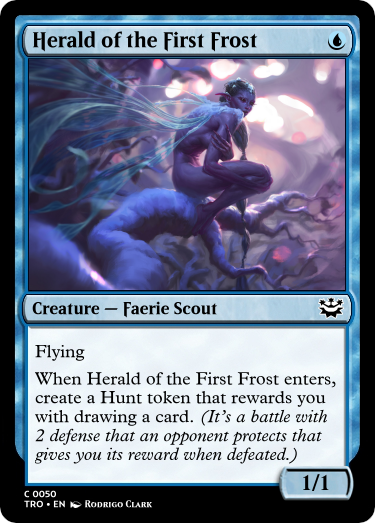 Herald of the First Frost
Creature — Faerie Scout
Flying
When Herald of the First Frost enters,
create a Hunt token that rewards you
with drawing a card. (It's a battle with
2 defense that an opponent protects that
gives you its reward when defeated.)
1/1
C 0050
TRO • EN Rodrigo Clark